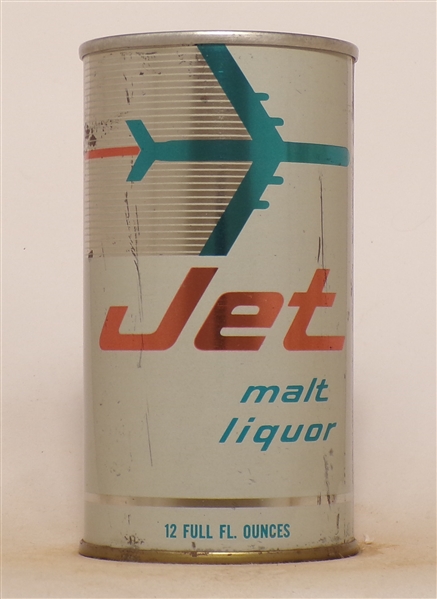 Jet
malt
liquor
12 FULL FL. OUNCES